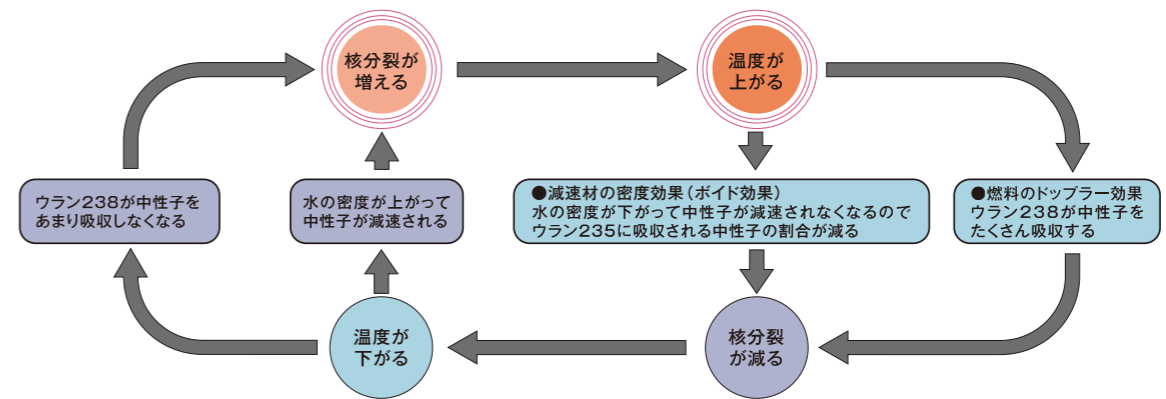 核分裂が
増える
温度が
上がる
ウラン238が中性子を
あまり吸収しなくなる
水の密度が上がって
中性子が減速される
●減速材の密度効果(ボイド効果)
水の密度が下がって中性子が減速されなくなるので
ウラン235に吸収される中性子の割合が減る
●燃料のドップラー効果
ウラン238が中性子を
たくさん吸収する
温度が
下がる
核分裂
が減る